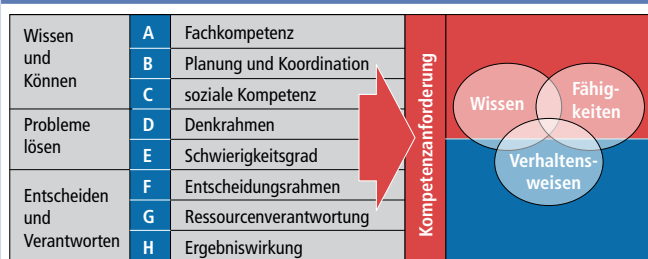 Wissen
und
Können
A Fachkompetenz
B Planung und Koordination
C soziale Kompetenz
Probleme
lösen
D Denkrahmen
E Schwierigkeitsgrad
Entscheiden
und
Verantworten
F Entscheidungsrahmen
G Ressourcenverantwortung
H Ergebniswirkung
Kompetenzanforderung
Wissen
Fähig-
keiten
Verhaltens-
weisen